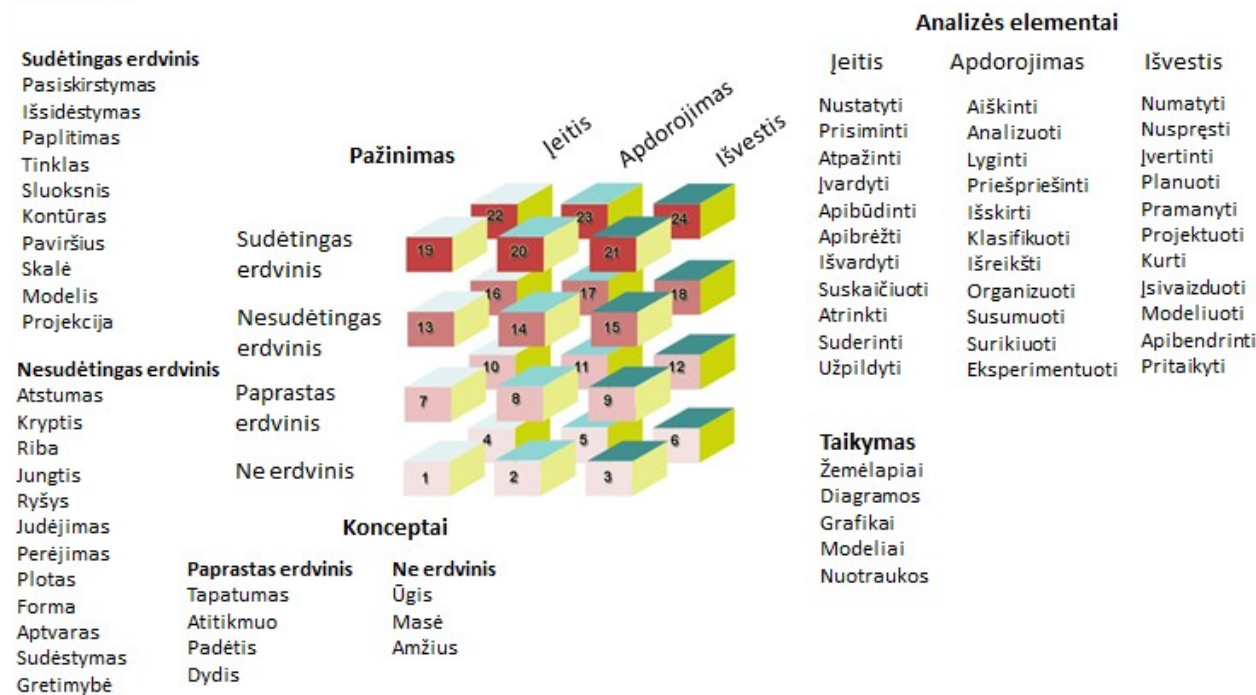 Sudėtingas erdvinis
Pasiskirstymas
Išsidėstymas
Paplitimas
Tinklas
Sluoksnis
Kontūras
Paviršius
Skalė
Modelis
Projekcija
Nesudėtingas erdvinis
Atstumas
Kryptis
Riba
Jungtis
Ryšys
Judėjimas
Perėjimas
Plotas
Forma
Aptvaras
Sudėstymas
Gretimybė
Pažinimas
Įeitis
Apdorojimas
Išvestis
Sudėtingas
erdvinis
Nesudėtingas
erdvinis
Paprastas
erdvinis
Ne erdvinis
22 23 24
19 20 21
16 17 18
13 14 15
10 11 12
7 8 9
4 5 6
1 2 3
Konceptai
Paprastas erdvinis
Tapatumas
Atitikmuo
Padėtis
Dydis
Ne erdvinis
Ūgis
Masė
Amžius
Analizės elementai
Įeitis
Nustatyti
Prisiminti
Atpažinti
Įvardyti
Apibūdinti
Apibrėžti
Išvardyti
Suskaičiuoti
Atrinkti
Suderinti
Užpildyti
Apdorojimas
Aiškinti
Analizuoti
Lyginti
Priešpriešinti
Išskirti
Klasifikuoti
Išreikšti
Organizuoti
Susumuoti
Surikiuoti
Eksperimentuoti
Išvestis
Numatyti
Nuspręsti
Įvertinti
Planuoti
Pramanyti
Projektuoti
Kurti
Įsivaizduoti
Modeliuoti
Apibendrinti
Pritaikyti
Taikymas
Žemėlapiai
Diagramos
Grafikai
Modeliai
Nuotraukos